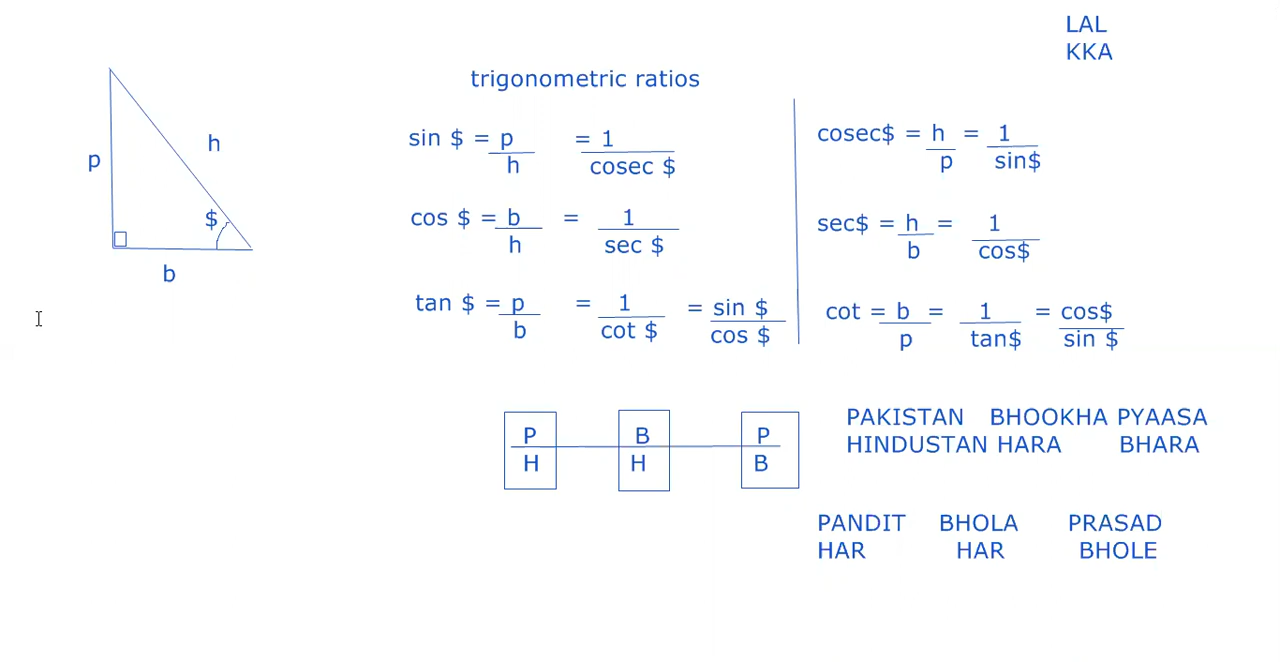 LAL
KKA
trigonometric ratios
p
h
$
b
sin $ = p/h = 1/cosec $
cos $ = b/h = 1/sec $
tan $ = p/b = 1/cot $ = sin $/cos $
cosec$ = h/p = 1/sin$
sec$ = h/b = 1/cos$
cot = b/p = 1/tan$ = cos$/sin $
P B P
H H B
PAKISTAN BHOOKHA PYAASA
HINDUSTAN HARA BHARA
PANDIT BHOLA PRASAD
HAR HAR BHOLE